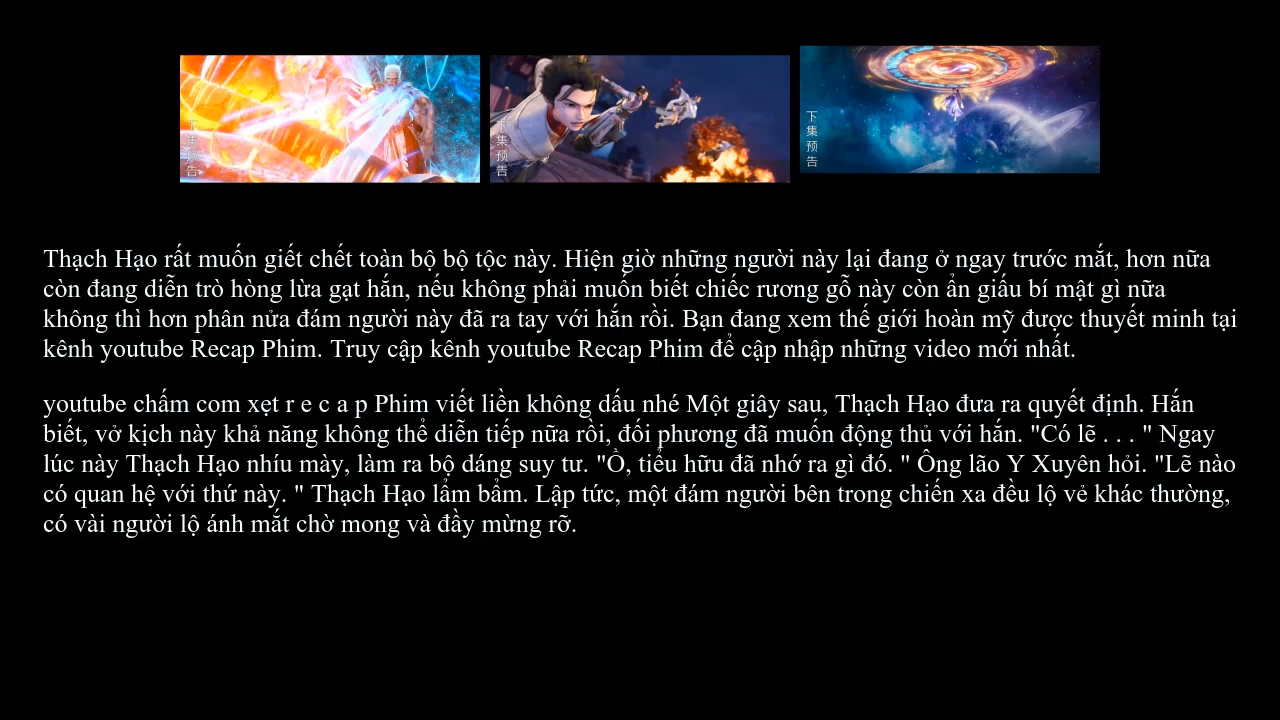 下集预告
下集预告
下集预告
Thạch Hạo rất muốn giết chết toàn bộ bộ tộc này. Hiện giờ những người này lại đang ở ngay trước mắt, hơn nữa
còn đang diễn trò hòng lừa gạt hắn, nếu không phải muốn biết chiếc rương gỗ này còn ẩn giấu bí mật gì nữa
không thì hơn phân nửa đám người này đã ra tay với hắn rồi. Bạn đang xem thế giới hoàn mỹ được thuyết minh tại
kênh youtube Recap Phim. Truy cập kênh youtube Recap Phim để cập nhập những video mới nhất.
youtube chấm com xẹt r e c a p Phim viết liền không dấu nhé Một giây sau, Thạch Hạo đưa ra quyết định. Hắn
biết, vở kịch này khả năng không thể diễn tiếp nữa rồi, đối phương đã muốn động thủ với hắn. "Có lẽ . . . " Ngay
lúc này Thạch Hạo nhíu mày, làm ra bộ dáng suy tư. "Ồ, tiểu hữu đã nhớ ra gì đó. " Ông lão Y Xuyên hỏi. "Lẽ nào
có quan hệ với thứ này. " Thạch Hạo lẩm bẩm. Lập tức, một đám người bên trong chiến xa đều lộ vẻ khác thường,
có vài người lộ ánh mắt chờ mong và đầy mừng rỡ.